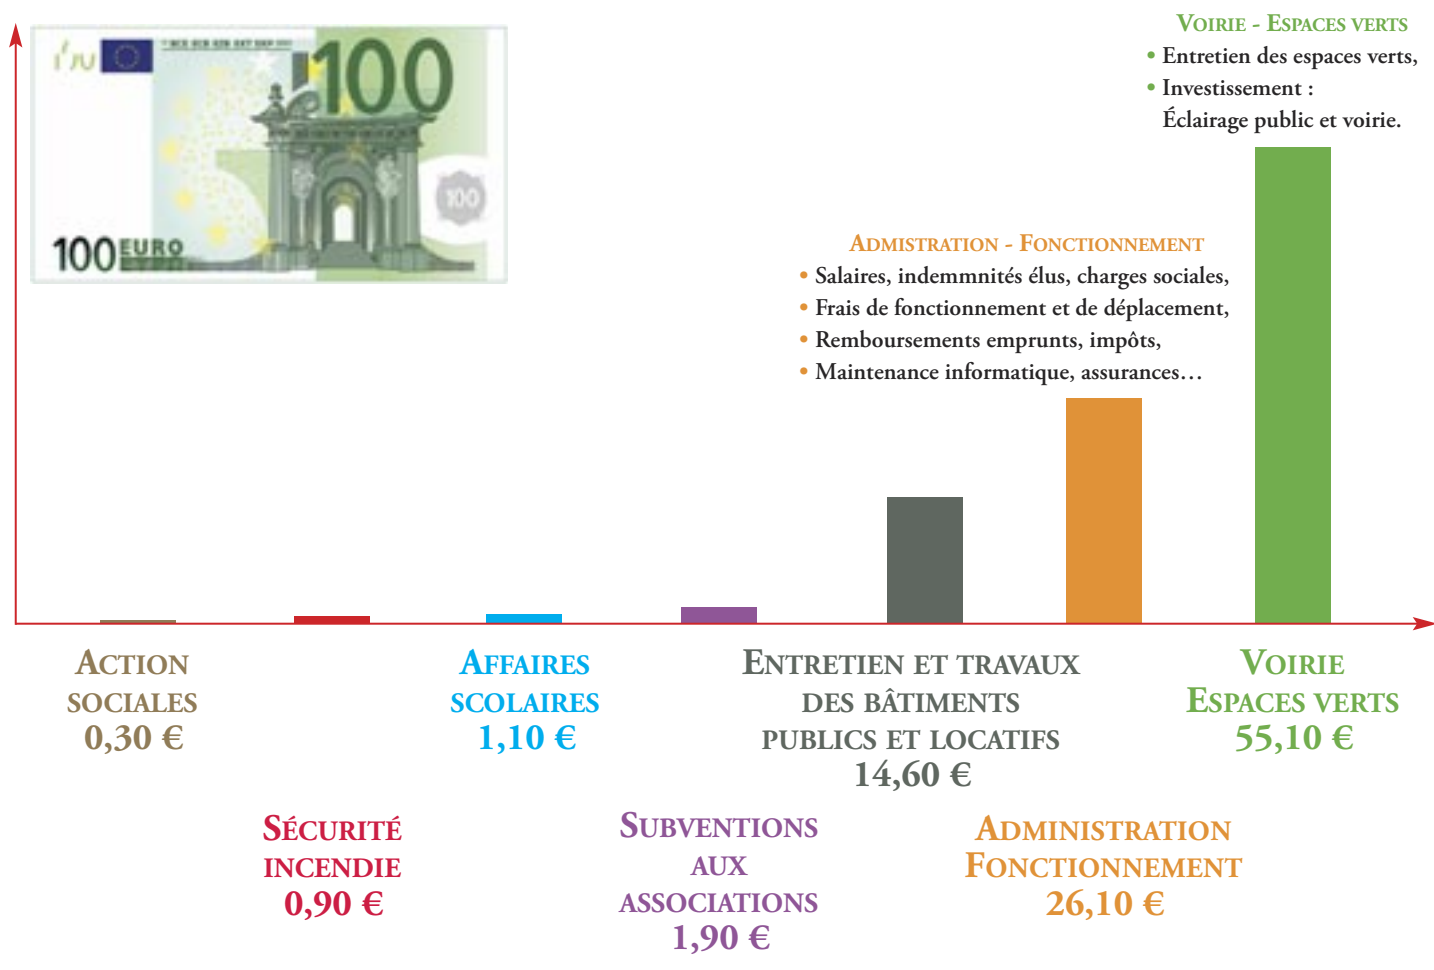 100
100
100 EURO
VOIRIE - ESPACES VERTS
• Entretien des espaces verts,
• Investissement :
Éclairage public et voirie.
ADMISTRATION - FONCTIONNEMENT
• Salaires, indemmnités élus, charges sociales,
• Frais de fonctionnement et de déplacement,
• Remboursements emprunts, impôts,
• Maintenance informatique, assurances…
ACTION
SOCIALES
0,30 €
SÉCURITÉ
INCENDIE
0,90 €
AFFAIRES
SCOLAIRES
1,10 €
SUBVENTIONS
AUX
ASSOCIATIONS
1,90 €
ENTRETIEN ET TRAVAUX
DES BÂTIMENTS
PUBLICS ET LOCATIFS
14,60 €
ADMINISTRATION
FONCTIONNEMENT
26,10 €
VOIRIE
ESPACES VERTS
55,10 €